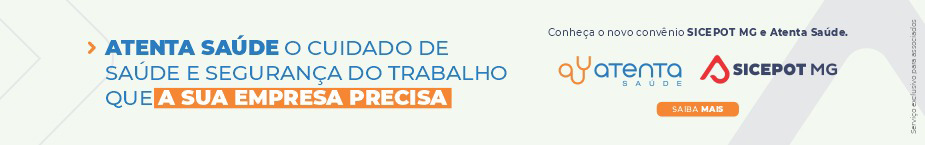 ATENTA SAÚDE O CUIDADO DE
SAÚDE E SEGURANÇA DO TRABALHO
QUE A SUA EMPRESA PRECISA
Conheça o novo convênio SICEPOT MG e Atenta Saúde.
atenta
SAÚDE
SICEPOT MG
SAIBA MAIS
Serviço exclusivo para associados